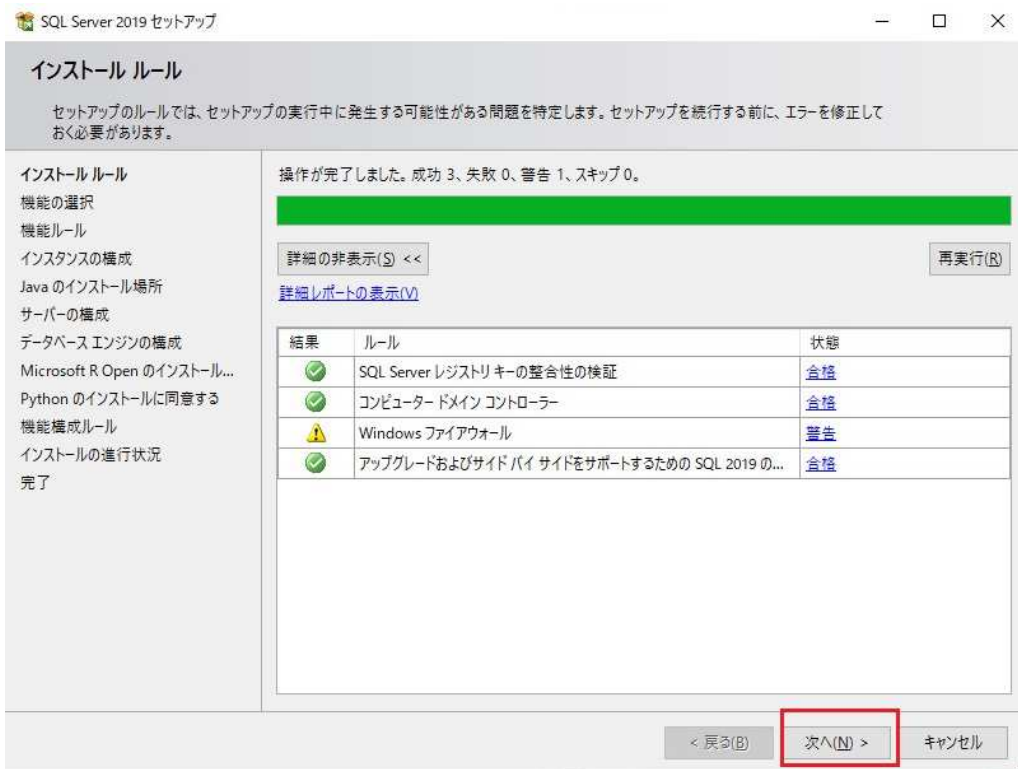 SQL Server 2019 セットアップ
インストール ルール
セットアップのルールでは、セットアップの実行中に発生する可能性がある問題を特定します。セットアップを続行する前に、エラーを修正して
おく必要があります。
インストール ルール
機能の選択
機能ルール
インスタンスの構成
Java のインストール場所
サーバーの構成
データベース エンジンの構成
Microsoft R Open のインストール...
Python のインストールに同意する
機能構成ルール
インストールの進行状況
完了
操作が完了しました。成功 3、失敗 0、警告 1、スキップ 0。
詳細の非表示(S) <<
再実行(R)
詳細レポートの表示(V)
結果 ルール 状態
SQL Server レジストリ キーの整合性の検証 合格
コンピューター ドメイン コントローラー 合格
Windows ファイアウォール 警告
アップグレードおよびサイド バイ サイドをサポートするための SQL 2019 の... 合格
< 戻る(B) 次へ(N) > キャンセル